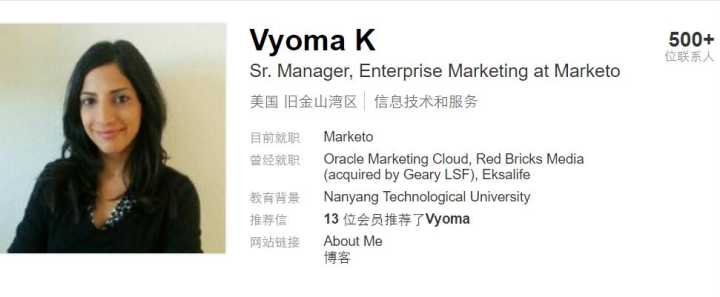 Vyoma K
500+
位联系人
Sr. Manager, Enterprise Marketing at Marketo
美国 旧金山湾区 | 信息技术和服务
目前就职 Marketo
曾经就职 Oracle Marketing Cloud, Red Bricks Media
(acquired by Geary LSF), Eksalife
教育背景 Nanyang Technological University
推荐信 13 位会员推荐了Vyoma
网站链接 About Me
博客